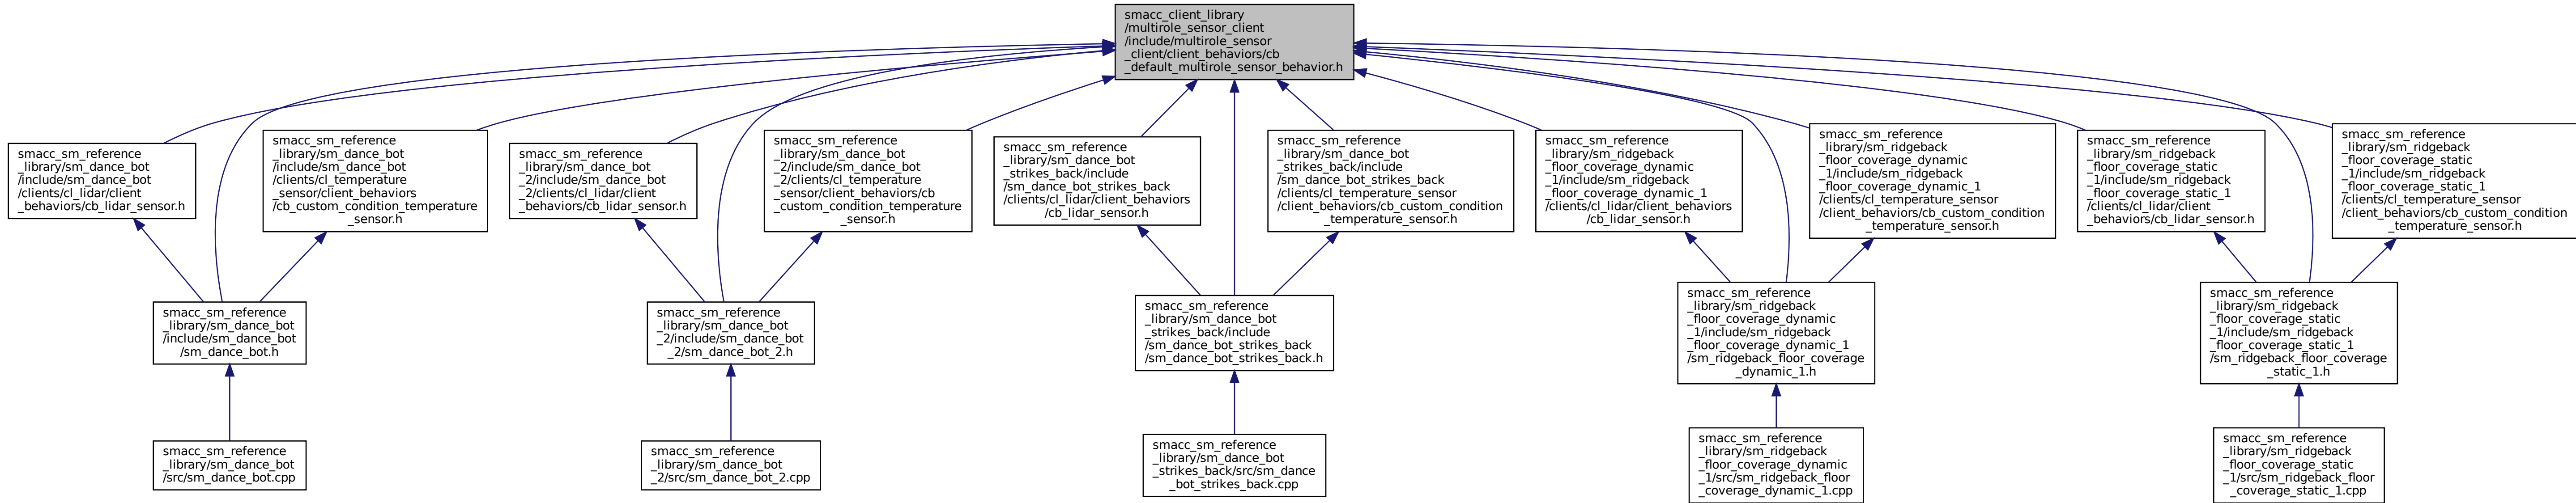 smacc_client_library
/multirole_sensor_client
/include/multirole_sensor
_client/client_behaviors/cb
_default_multirole_sensor_behavior.h
smacc_sm_reference
_library/sm_dance_bot
/include/sm_dance_bot
/clients/cl_lidar/client
_behaviors/cb_lidar_sensor.h
smacc_sm_reference
_library/sm_dance_bot
/include/sm_dance_bot
/clients/cl_temperature
_sensor/client_behaviors
/cb_custom_condition_temperature
_sensor.h
smacc_sm_reference
_library/sm_dance_bot
_2/include/sm_dance_bot
_2/clients/cl_lidar/client
_behaviors/cb_lidar_sensor.h
smacc_sm_reference
_library/sm_dance_bot
_2/include/sm_dance_bot
_2/clients/cl_temperature
_sensor/client_behaviors/cb
_custom_condition_temperature
_sensor.h
smacc_sm_reference
_library/sm_dance_bot
_strikes_back/include
/sm_dance_bot_strikes_back
/clients/cl_lidar/client_behaviors
/cb_lidar_sensor.h
smacc_sm_reference
_library/sm_dance_bot
_strikes_back/include
/sm_dance_bot_strikes_back
/clients/cl_temperature_sensor
/client_behaviors/cb_custom_condition
_temperature_sensor.h
smacc_sm_reference
_library/sm_ridgeback
_floor_coverage_dynamic
_1/include/sm_ridgeback
_floor_coverage_dynamic_1
/clients/cl_lidar/client_behaviors
/cb_lidar_sensor.h
smacc_sm_reference
_library/sm_ridgeback
_floor_coverage_dynamic
_1/include/sm_ridgeback
_floor_coverage_dynamic_1
/clients/cl_temperature_sensor
/client_behaviors/cb_custom_condition
_temperature_sensor.h
smacc_sm_reference
_library/sm_ridgeback
_floor_coverage_static
_1/include/sm_ridgeback
_floor_coverage_static_1
/clients/cl_lidar/client
_behaviors/cb_lidar_sensor.h
smacc_sm_reference
_library/sm_ridgeback
_floor_coverage_static
_1/include/sm_ridgeback
_floor_coverage_static_1
/clients/cl_temperature_sensor
/client_behaviors/cb_custom_condition
_temperature_sensor.h
smacc_sm_reference
_library/sm_dance_bot
/include/sm_dance_bot
/sm_dance_bot.h
smacc_sm_reference
_library/sm_dance_bot
_2/include/sm_dance_bot
_2/sm_dance_bot_2.h
smacc_sm_reference
_library/sm_dance_bot
_strikes_back/include
/sm_dance_bot_strikes_back
/sm_dance_bot_strikes_back.h
smacc_sm_reference
_library/sm_ridgeback
_floor_coverage_dynamic
_1/include/sm_ridgeback
_floor_coverage_dynamic_1
/sm_ridgeback_floor_coverage
_dynamic_1.h
smacc_sm_reference
_library/sm_ridgeback
_floor_coverage_static
_1/include/sm_ridgeback
_floor_coverage_static_1
/sm_ridgeback_floor_coverage
_static_1.h
smacc_sm_reference
_library/sm_dance_bot
/src/sm_dance_bot.cpp
smacc_sm_reference
_library/sm_dance_bot
_2/src/sm_dance_bot_2.cpp
smacc_sm_reference
_library/sm_dance_bot
_strikes_back/src/sm_dance
_bot_strikes_back.cpp
smacc_sm_reference
_library/sm_ridgeback
_floor_coverage_dynamic
_1/src/sm_ridgeback_floor
_coverage_dynamic_1.cpp
smacc_sm_reference
_library/sm_ridgeback
_floor_coverage_static
_1/src/sm_ridgeback_floor
_coverage_static_1.cpp